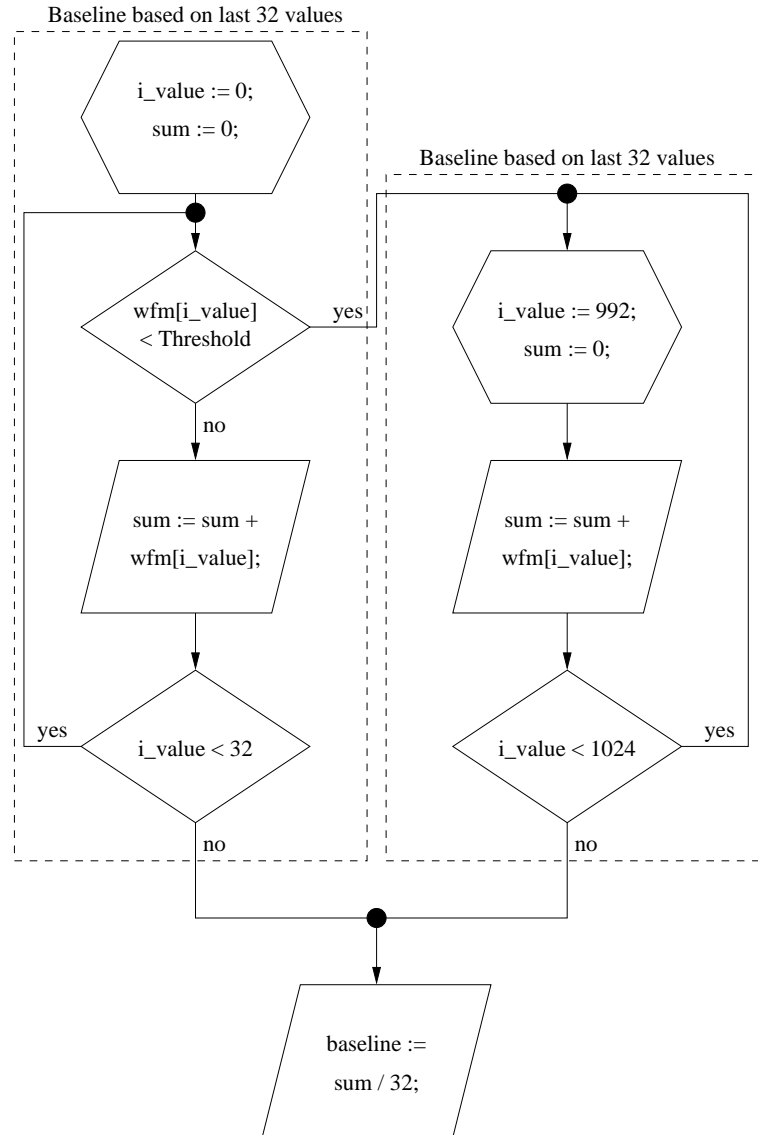 Baseline based on last 32 values
i_value := 0;
sum := 0;
wfm[i_value]
< Threshold
yes
no
sum := sum +
wfm[i_value];
i_value < 32
yes
no
Baseline based on last 32 values
i_value := 992;
sum := 0;
sum := sum +
wfm[i_value];
i_value < 1024
yes
no
baseline :=
sum / 32;